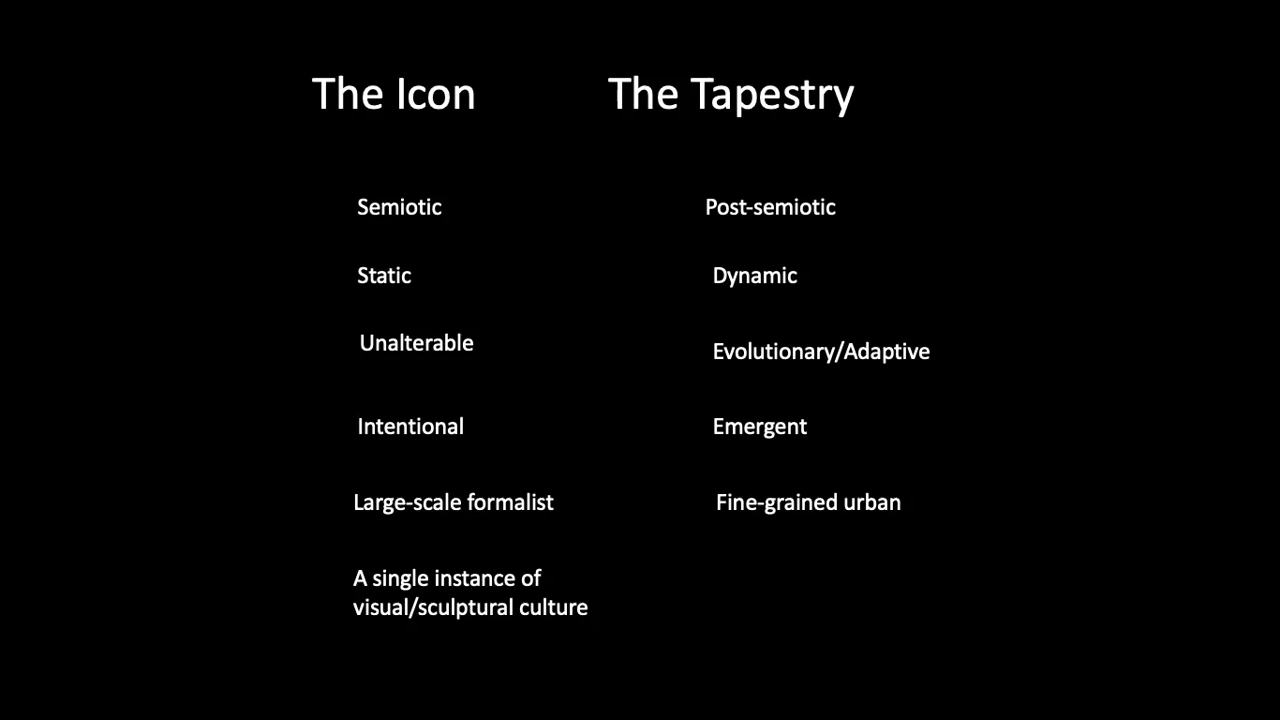 The Icon
The Tapestry
Semiotic
Post-semiotic
Static
Dynamic
Unalterable
Evolutionary/Adaptive
Intentional
Emergent
Large-scale formalist
Fine-grained urban
A single instance of
visual/sculptural culture